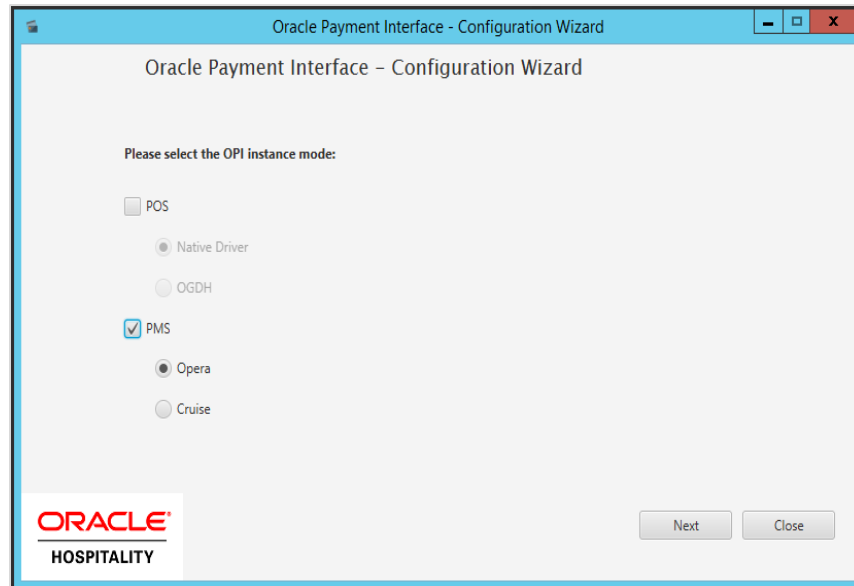 Oracle Payment Interface - Configuration Wizard
Oracle Payment Interface – Configuration Wizard
Please select the OPI instance mode:
POS
Native Driver
OGDH
PMS
Opera
Cruise
ORACLE®
HOSPITALITY
Next Close